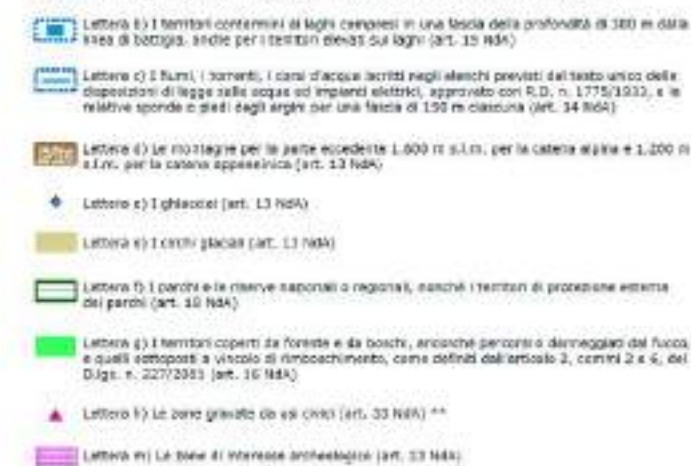 Lettera b) I territori contermini ai laghi compresi in una fascia della profondità di 300 m dalla
linea di battigia, anche per i territori elevati sui laghi (art. 15 NdA)
Lettera c) I fiumi, i torrenti, i corsi d'acqua iscritti negli elenchi previsti dal testo unico delle
disposizioni di legge sulle acque ed impianti elettrici, approvato con R.D. n. 1775/1933, e le
relative sponde o piedi degli argini per una fascia di 150 m ciascuna (art. 14 NdA)
Lettera d) Le montagne per la parte eccedente 1.600 m s.l.m. per la catena alpina e 1.200 m
s.l.m. per la catena appenninica (art. 13 NdA)
Lettera e) I ghiacciai (art. 13 NdA)
Lettera e) I circhi glaciali (art. 13 NdA)
Lettera f) I parchi e le riserve nazionali o regionali, nonché i territori di protezione esterna
dei parchi (art. 18 NdA)
Lettera g) I territori coperti da foreste e da boschi, ancorché percorsi o danneggiati dal fuoco,
e quelli sottoposti a vincolo di rimboschimento, come definiti dall'articolo 2, commi 2 e 6, del
D.lgs. n. 227/2001 (art. 16 NdA)
Lettera h) Le zone gravate da usi civici (art. 33 NdA) **
Lettera m) Le zone di interesse archeologico (art. 23 NdA)